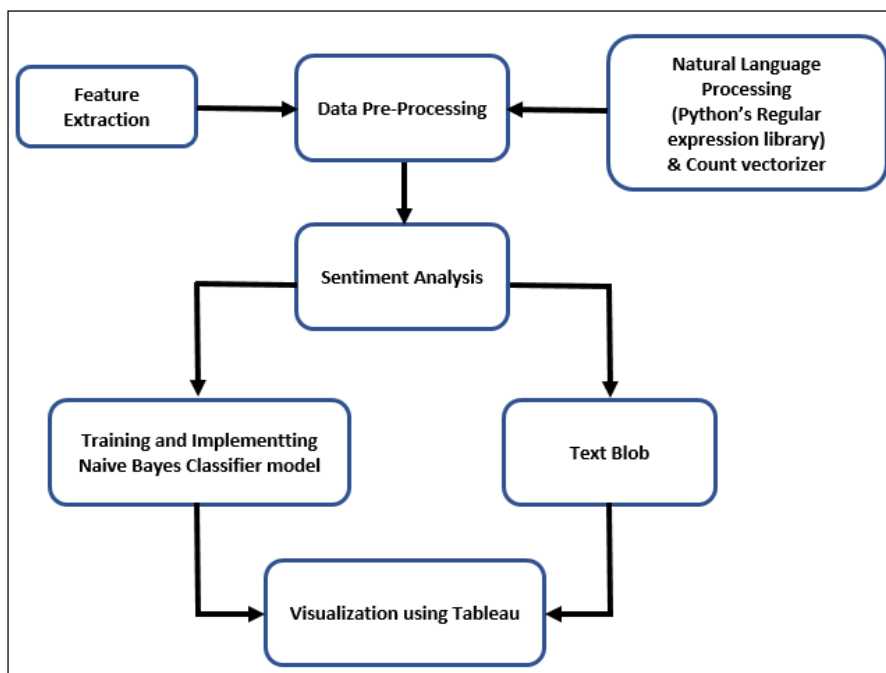 Feature
Extraction
Data Pre-Processing
Natural Language
Processing
(Python’s Regular
expression library)
& Count vectorizer
Sentiment Analysis
Training and Implementting
Naive Bayes Classifier model
Text Blob
Visualization using Tableau